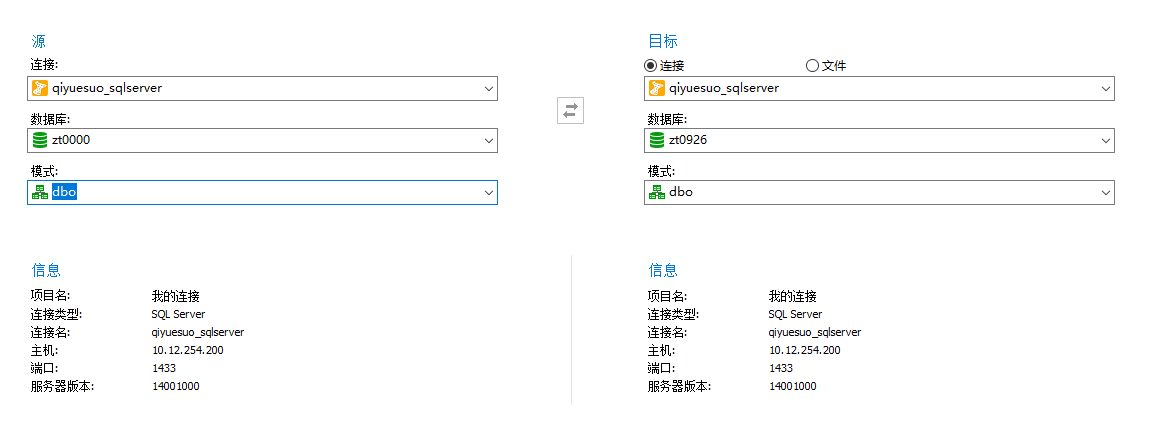 源
连接:
qiyuesuo_sqlserver
数据库:
zt0000
模式:
dbo
目标
连接 文件
qiyuesuo_sqlserver
数据库:
zt0926
模式:
dbo
信息
项目名: 我的连接
连接类型: SQL Server
连接名: qiyuesuo_sqlserver
主机: 10.12.254.200
端口: 1433
服务器版本: 14001000
信息
项目名: 我的连接
连接类型: SQL Server
连接名: qiyuesuo_sqlserver
主机: 10.12.254.200
端口: 1433
服务器版本: 14001000